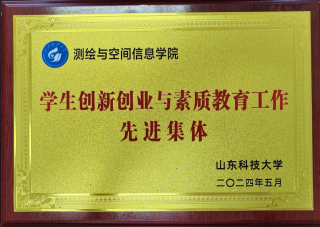 测绘与空间信息学院
学生创新创业与素质教育工作
先进集体
山东科技大学
二〇二四年五月